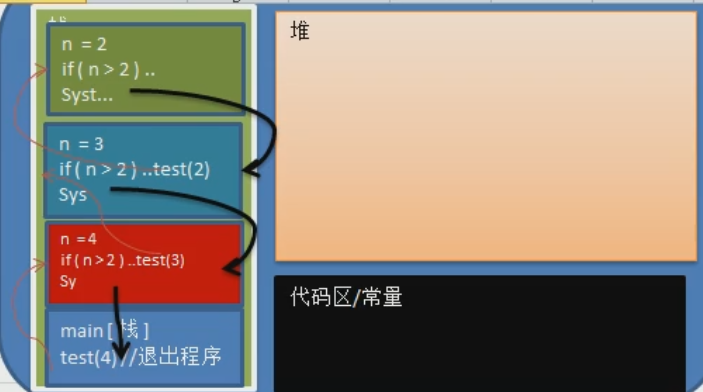 n = 2
if ( n > 2 ) ..
Syst...
n = 3
if ( n > 2 ) ..test(2)
Sys
n =4
if ( n >2 ) ..test(3)
Sy
main [ 栈 ]
test(4) //退出程序
堆
代码区/常量